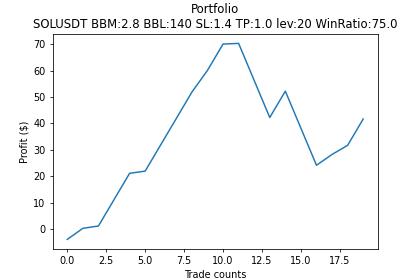 Portfolio
SOLUSDT BBM:2.8 BBL:140 SL:1.4 TP:1.0 lev:20 WinRatio:75.0
70
60
50
40
30
20
10
0
Profit ($)
0.0 2.5 5.0 7.5 10.0 12.5 15.0 17.5
Trade counts